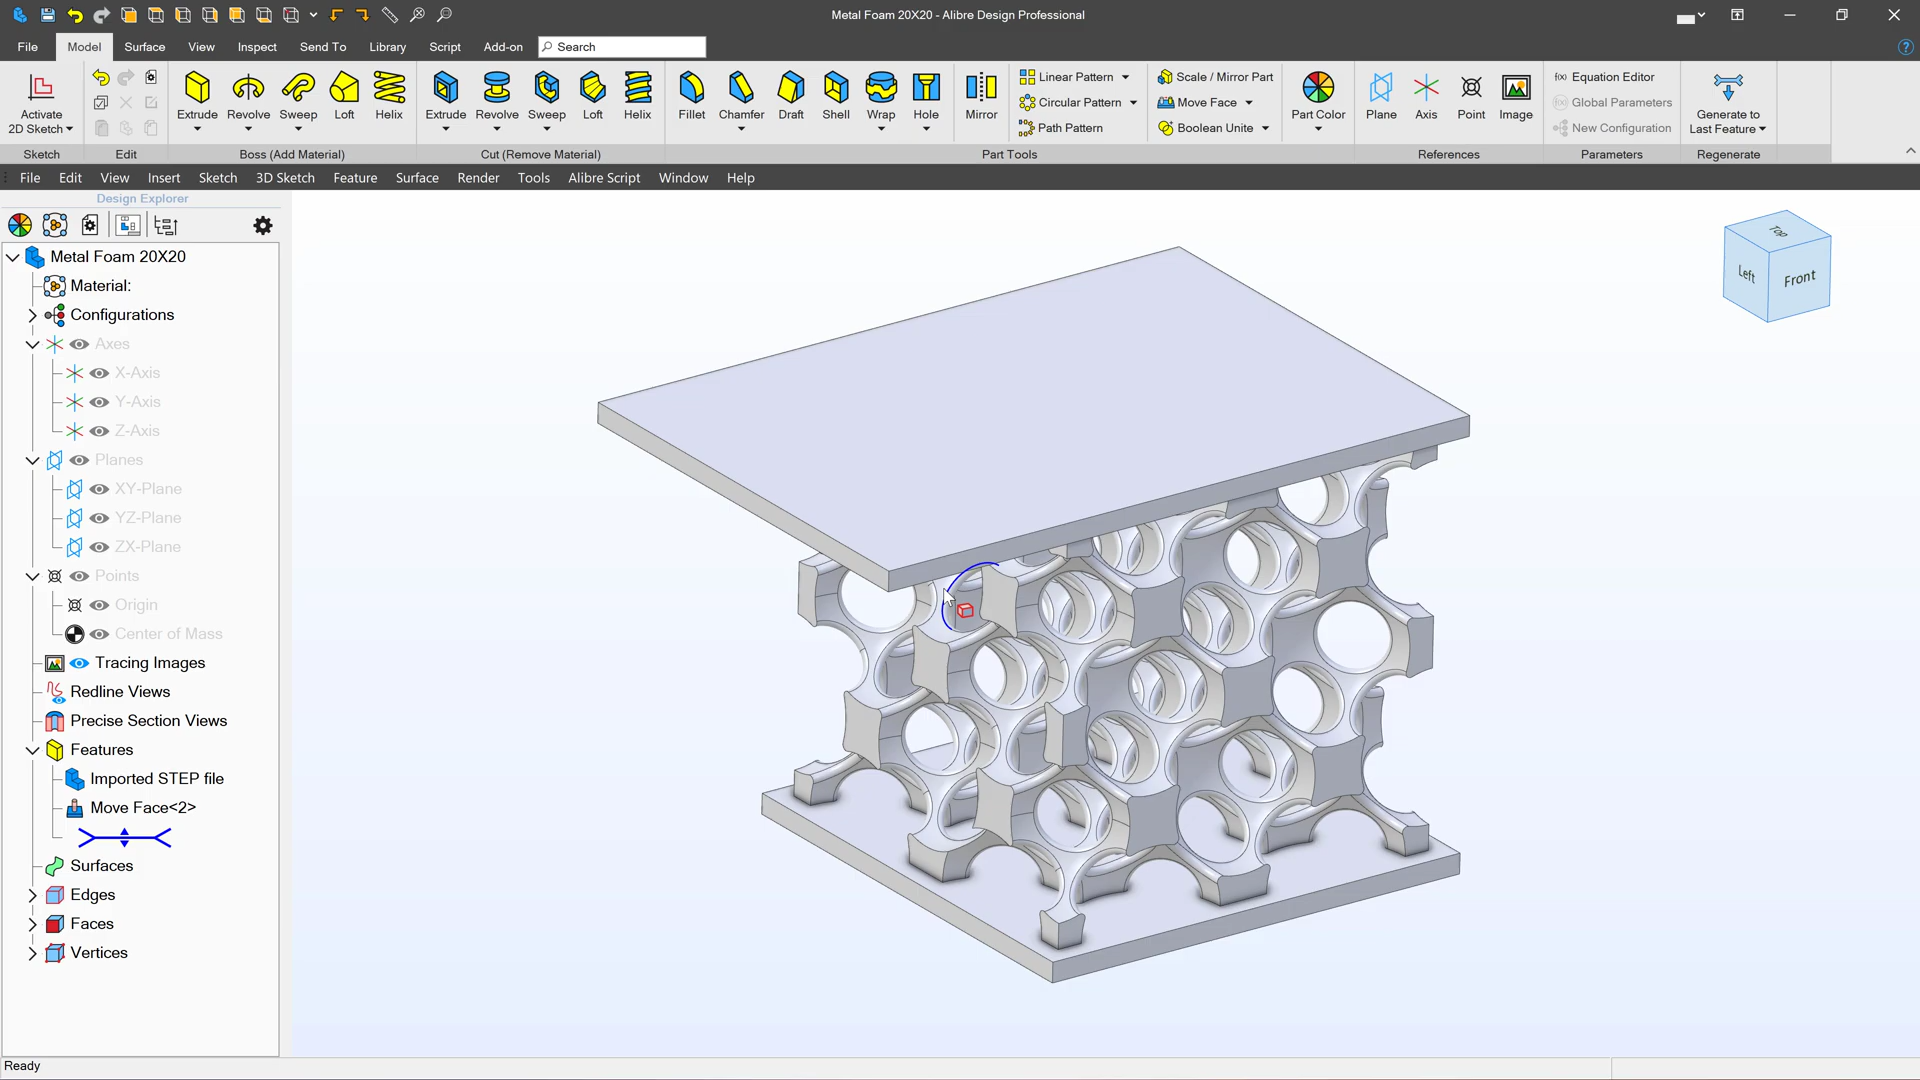 Metal Foam 20X20 - Alibre Design Professional
File Model Surface View Inspect Send To Library Script Add-on Search
Activate 2D Sketch
Sketch
Edit
Extrude Revolve Sweep Loft Helix
Boss (Add Material)
Extrude Revolve Sweep Loft Helix
Cut (Remove Material)
Fillet Chamfer Draft Shell Wrap Hole Mirror
Linear Pattern
Circular Pattern
Path Pattern
Scale / Mirror Part
Move Face
Boolean Unite
Part Color
Part Tools
Plane Axis Point Image
References
Equation Editor
Global Parameters
New Configuration
Parameters
Generate to Last Feature
Regenerate
File Edit View Insert Sketch 3D Sketch Feature Surface Render Tools Alibre Script Window Help
Design Explorer
Metal Foam 20X20
Material:
Configurations
Axes
X-Axis
Y-Axis
Z-Axis
Planes
XY-Plane
YZ-Plane
ZX-Plane
Points
Origin
Center of Mass
Tracing Images
Redline Views
Precise Section Views
Features
Imported STEP file
Move Face<2>
Surfaces
Edges
Faces
Vertices
Top
Left
Front
Ready